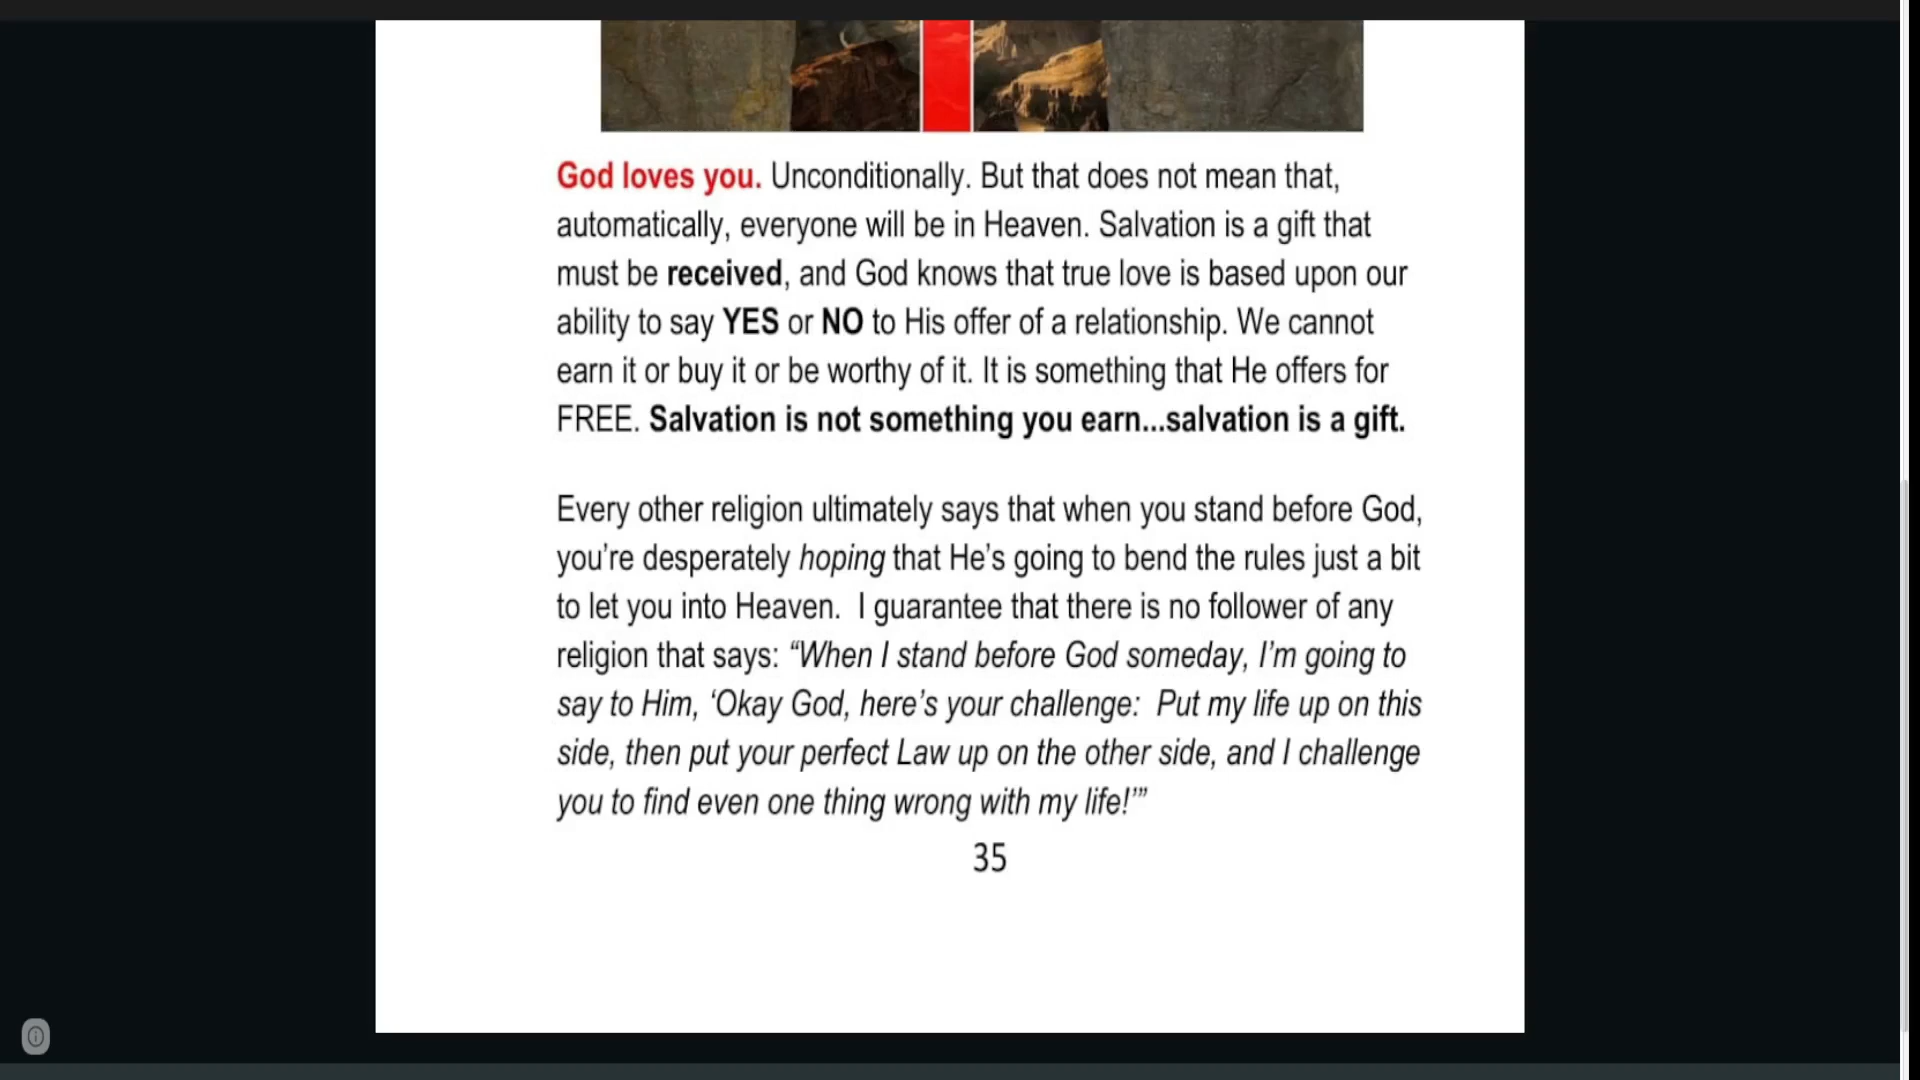 God loves you. Unconditionally. But that does not mean that,
automatically, everyone will be in Heaven. Salvation is a gift that
must be received, and God knows that true love is based upon our
ability to say YES or NO to His offer of a relationship. We cannot
earn it or buy it or be worthy of it. It is something that He offers for
FREE. Salvation is not something you earn...salvation is a gift.
Every other religion ultimately says that when you stand before God,
you’re desperately hoping that He’s going to bend the rules just a bit
to let you into Heaven.  I guarantee that there is no follower of any
religion that says: “When I stand before God someday, I’m going to
say to Him, ‘Okay God, here’s your challenge:  Put my life up on this
side, then put your perfect Law up on the other side, and I challenge
you to find even one thing wrong with my life!’”
35